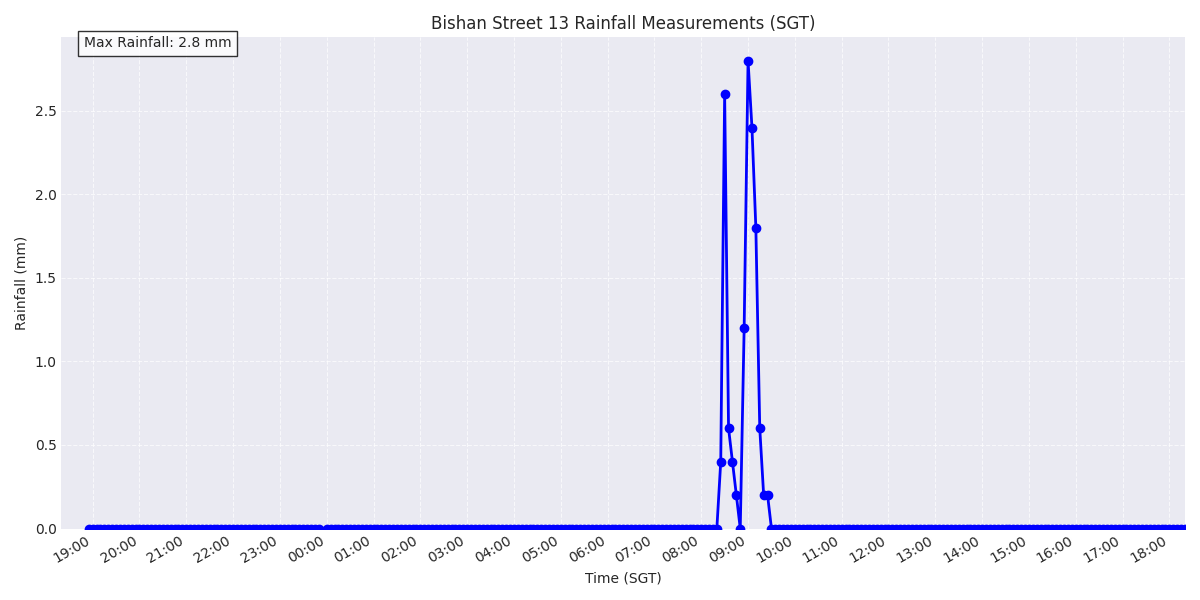 Bishan Street 13 Rainfall Measurements (SGT)
Max Rainfall: 2.8 mm
Rainfall (mm)
2.5
2.0
1.5
1.0
0.5
0.0
19:00 20:00 21:00 22:00 23:00 00:00 01:00 02:00 03:00 04:00 05:00 06:00 07:00 08:00 09:00 10:00 11:00 12:00 13:00 14:00 15:00 16:00 17:00 18:00
Time (SGT)